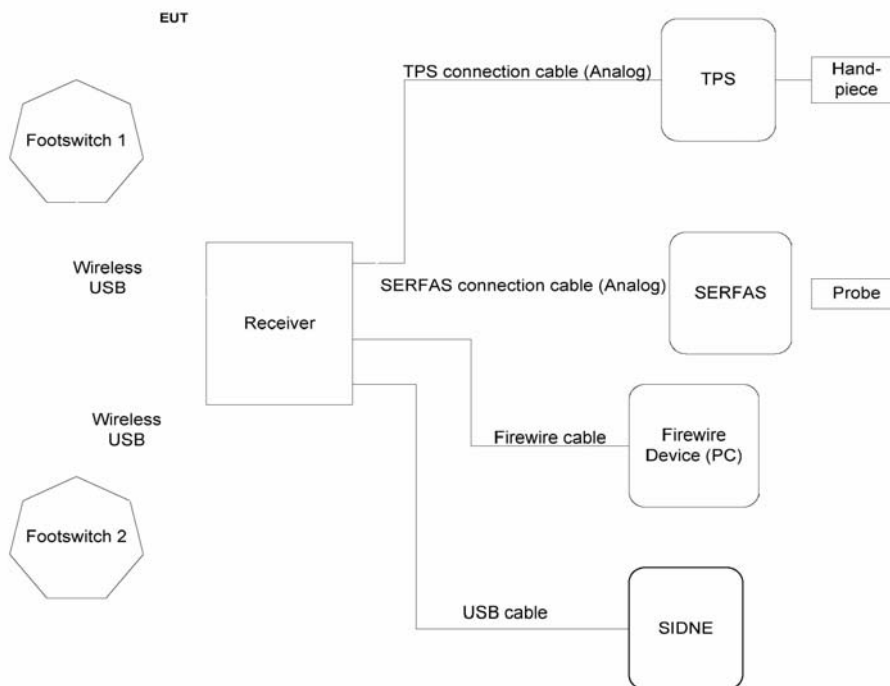 EUT
TPS connection cable (Analog)
TPS
Hand-
piece
Footswitch 1
Wireless
USB
SERFAS connection cable (Analog)
SERFAS
Probe
Receiver
Wireless
USB
Firewire cable
Firewire
Device (PC)
Footswitch 2
USB cable
SIDNE